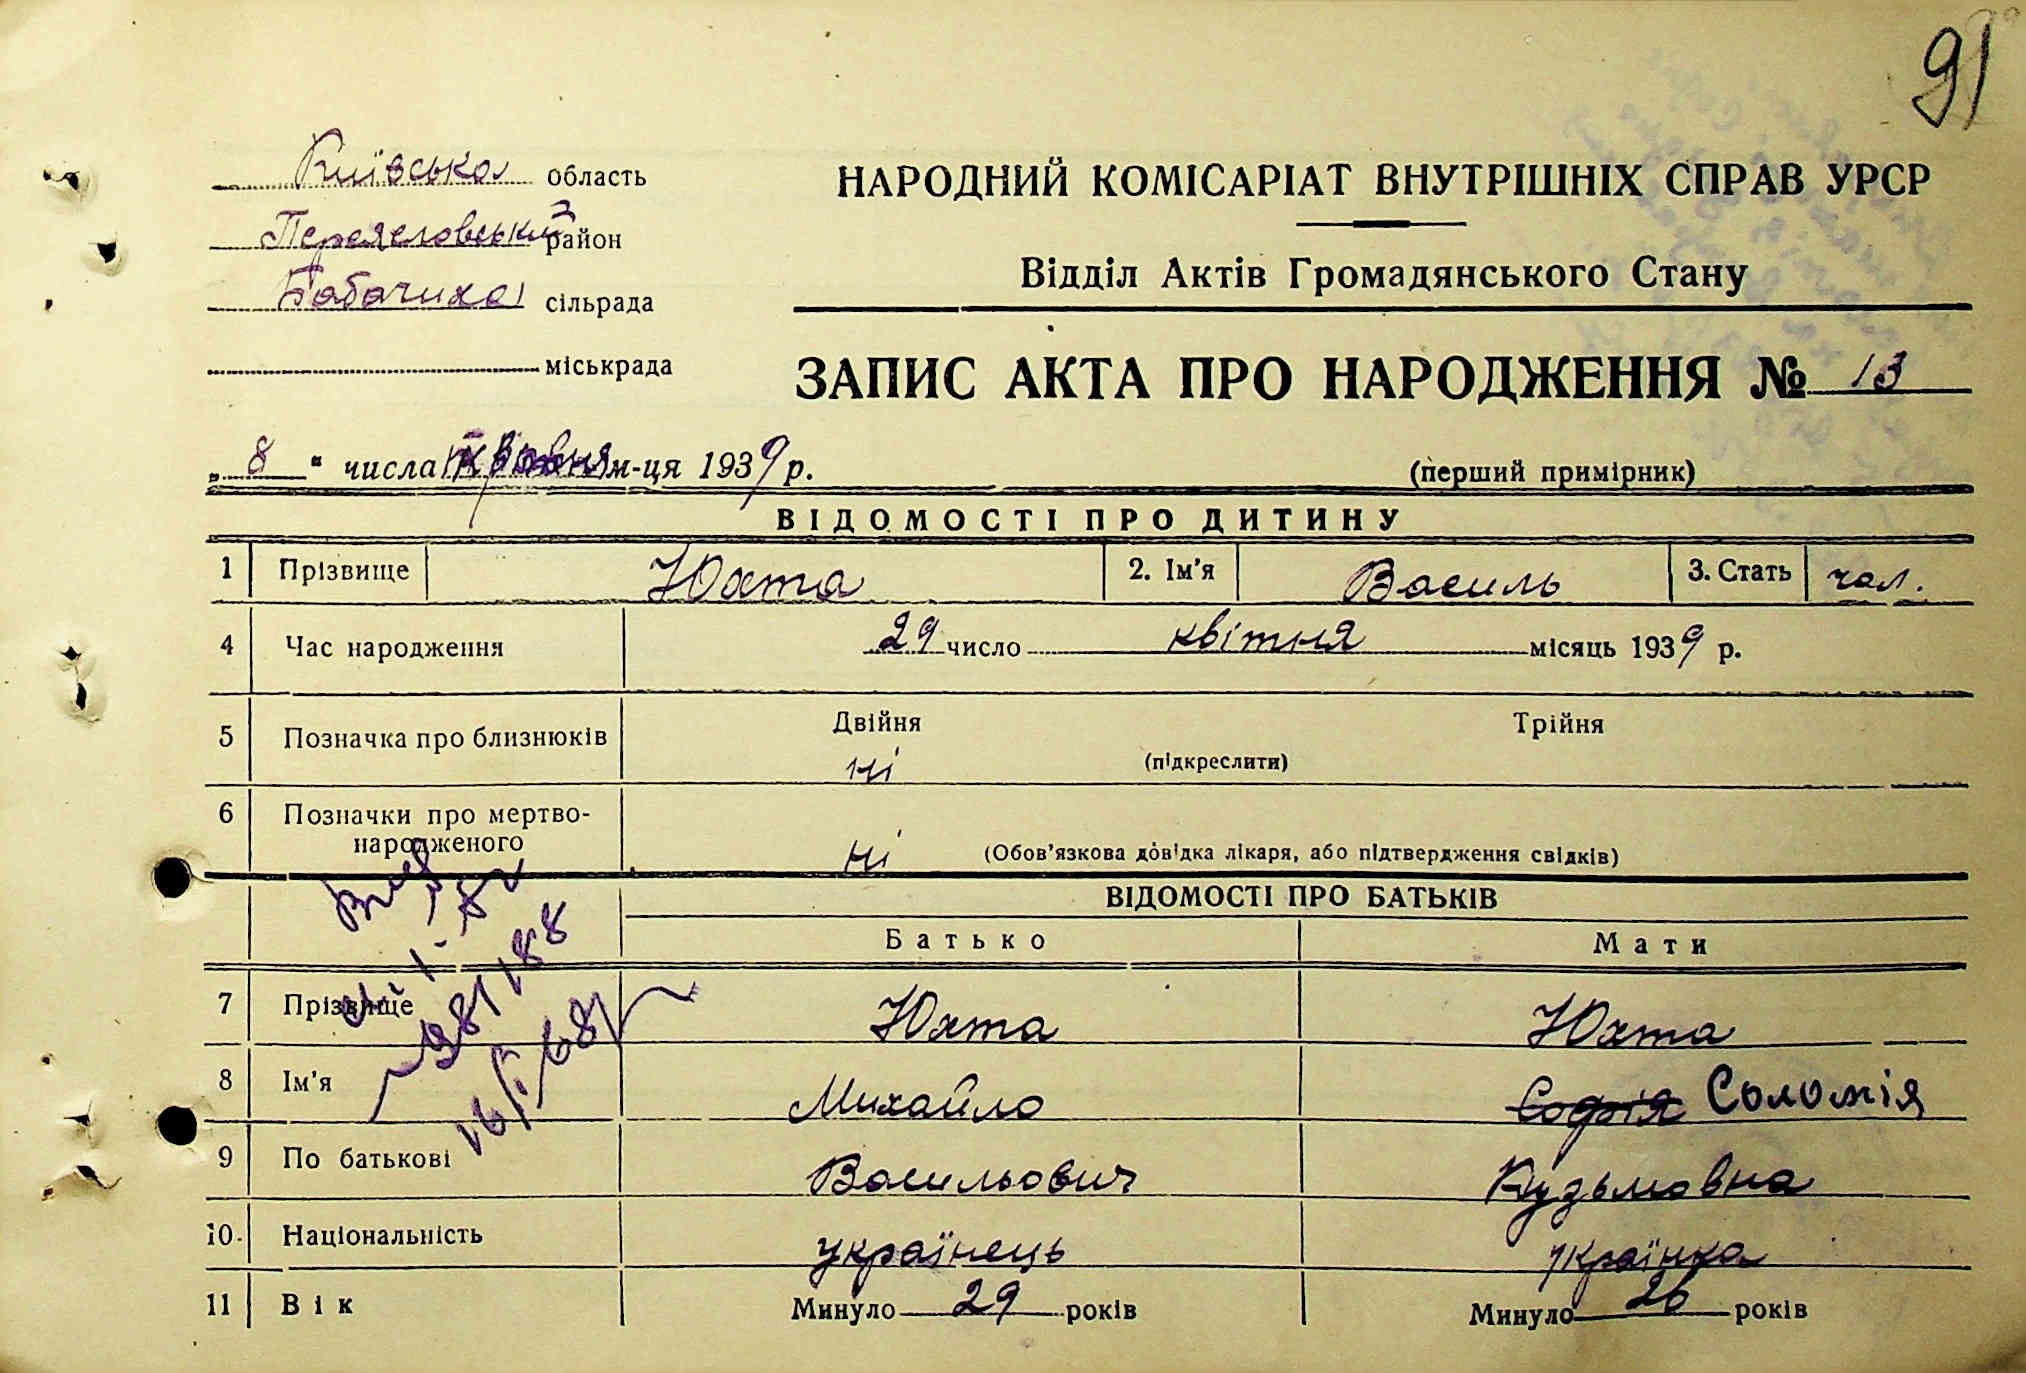 91
Київська область
Переяславський район
Бабачиха сільрада
міськрада
НАРОДНИЙ КОМІСАРІАТ ВНУТРІШНІХ СПРАВ УРСР
Відділ Актів Громадянського Стану
ЗАПИС АКТА ПРО НАРОДЖЕННЯ № 13
„ 8 " числа м-ця 1939 р.
(перший примірник)
ВІДОМОСТІ ПРО ДИТИНУ
1 Прізвище Юхта 2. Ім'я Василь 3. Стать чол.
4 Час народження 29 число квітня місяць 1939 р.
5 Позначка про близнюків Двійня Трійня
ні (підкреслити)
6 Позначки про мертво-
народженого ні (Обов'язкова довідка лікаря, або підтвердження свідків)
ВІДОМОСТІ ПРО БАТЬКІВ
Батько Мати
7 Прізвище Юхта Юхта
8 Ім'я Михайло Софія Соломія
9 По батькові Васильович Кузьмовна
10. Національність українець українка
11 Вік Минуло 29 років Минуло 26 років